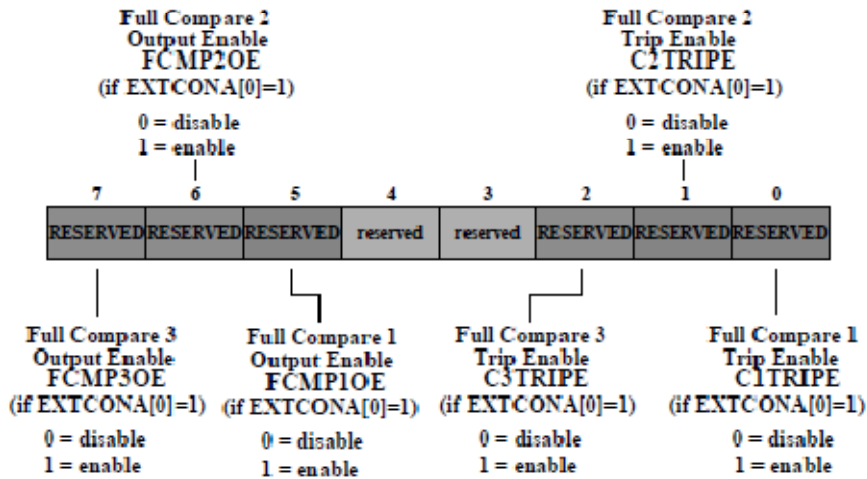 Full Compare 2
Output Enable
FCMP2OE
(if EXTCONA[0]=1)
0 = disable
1 = enable
Full Compare 2
Trip Enable
C2TRIPE
(if EXTCONA[0]=1)
0 = disable
1 = enable
7 6 5 4 3 2 1 0
RESERVED RESERVED RESERVED reserved reserved RESERVED RESERVED RESERVED
Full Compare 3
Output Enable
FCMP3OE
(if EXTCONA[0]=1)
0 = disable
1 = enable
Full Compare 1
Output Enable
FCMP1OE
(if EXTCONA[0]=1)
0 = disable
1 = enable
Full Compare 3
Trip Enable
C3TRIPE
(if EXTCONA[0]=1)
0 = disable
1 = enable
Full Compare 1
Trip Enable
C1TRIPE
(if EXTCONA[0]=1)
0 = disable
1 = enable